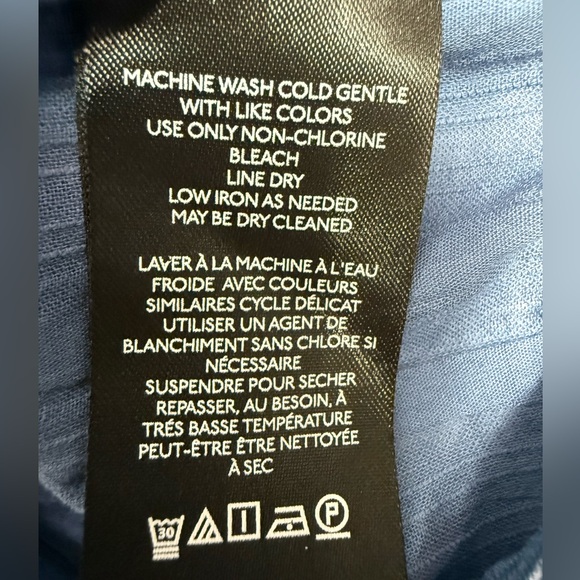 MACHINE WASH COLD GENTLE
WITH LIKE COLORS
USE ONLY NON-CHLORINE
BLEACH
LINE DRY
LOW IRON AS NEEDED
MAY BE DRY CLEANED
LAVER À LA MACHINE À L'EAU
FROIDE AVEC COULEURS
SIMILAIRES CYCLE DÉLICAT
UTILISER UN AGENT DE
BLANCHIMENT SANS CHLORE SI
NÉCESSAIRE
SUSPENDRE POUR SECHER
REPASSER, AU BESOIN, À
TRÉS BASSE TEMPÉRATURE
PEUT-ÊTRE ÊTRE NETTOYÉE
À SEC
30 P